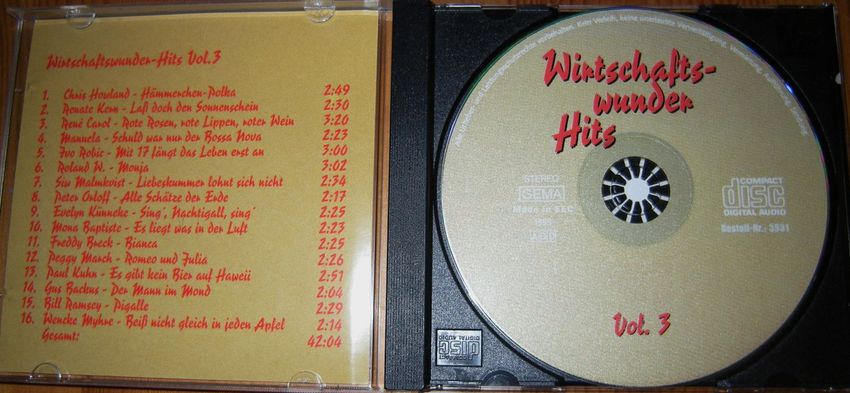 Wirtschaftswunder-Hits Vol.3
1. Chris Howland - Hämmerchen-Polka 2:49
2. Renate Kern - Laß doch den Sonnenschein 2:30
3. René Carol - Rote Rosen, rote Lippen, roter Wein 3:20
4. Manuela - Schuld war nur der Bossa Nova 2:23
5. Ivo Robic - Mit 17 fängt das Leben erst an 3:00
6. Roland W. - Monja 3:02
7. Siw Malmkvist - Liebeskummer lohnt sich nicht 2:34
8. Peter Orloff - Alle Schätze der Erde 2:17
9. Evelyn Künneke - Sing', Nachtigall, sing' 2:25
10. Mona Baptiste - Es liegt was in der Luft 2:23
11. Freddy Breck - Bianca 2:25
12. Peggy March - Romeo und Julia 2:26
13. Paul Kuhn - Es gibt kein Bier auf Hawaii 2:51
14. Gus Backus - Der Mann im Mond 2:04
15. Bill Ramsey - Pigalle 2:29
16. Wencke Myhre - Beiß nicht gleich in jeden Apfel 2:14
Gesamt: 42:04
Wirtschafts-
wunder
Hits
STEREO
SEMA
Made in EEC
COMPACT
disc
DIGITAL AUDIO
Bestell-Nr.: 3931
Vol. 3
COMPACT
disc
DIGITAL AUDIO